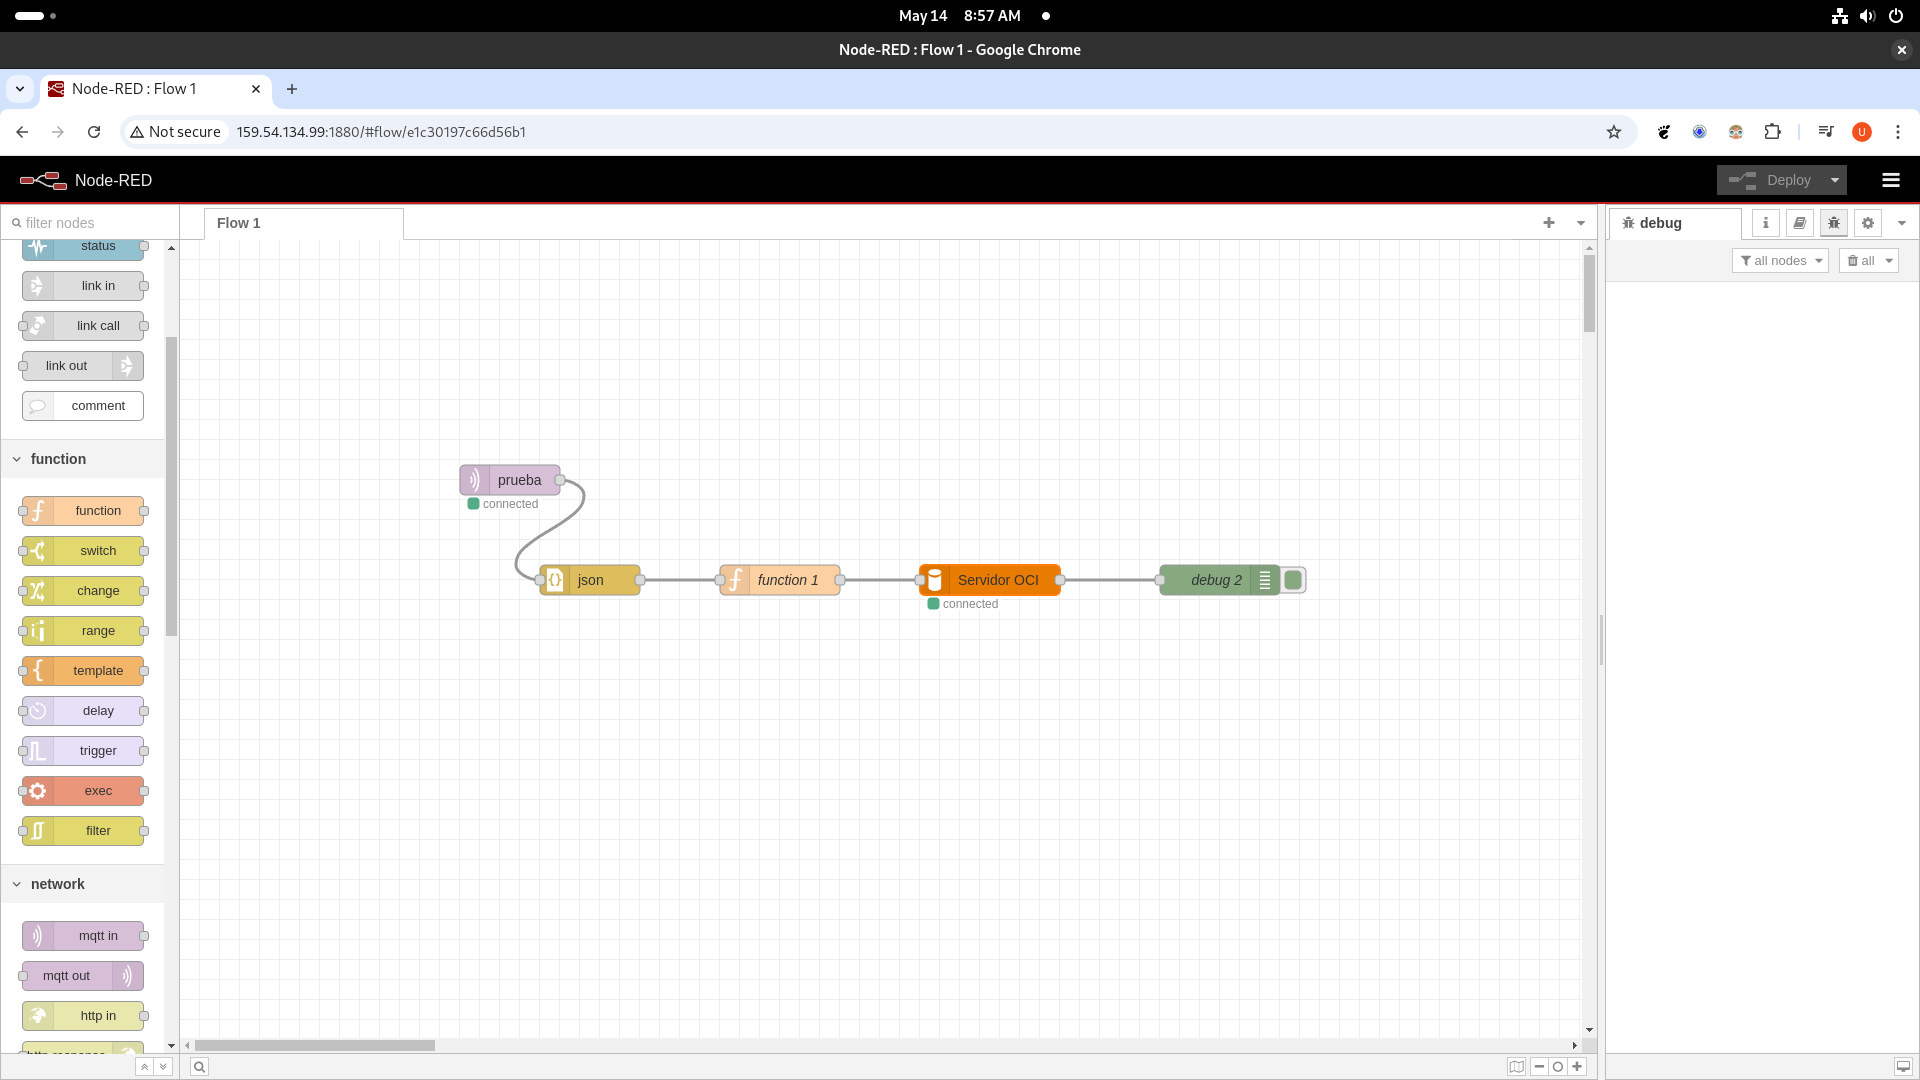 May 14 8:57 AM
Node-RED : Flow 1 - Google Chrome
Node-RED : Flow 1
Not secure 159.54.134.99:1880/#flow/e1c30197c66d56b1
U
Node-RED
Deploy
filter nodes
Flow 1
debug
i
all nodes
all
status
link in
link call
link out
comment
function
function
switch
change
range
template
delay
trigger
exec
filter
network
mqtt in
mqtt out
http in
http response
prueba
connected
json
function 1
Servidor OCI
connected
debug 2